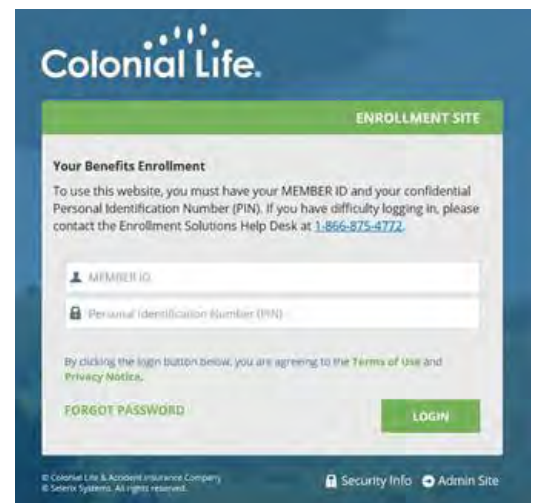 Colonial Life.
ENROLLMENT SITE
Your Benefits Enrollment
To use this website, you must have your MEMBER ID and your confidential
Personal Identification Number (PIN). If you have difficulty logging in, please
contact the Enrollment Solutions Help Desk at 1-866-875-4772.
MEMBER ID
Personal Identification Number (PIN)
By clicking the login button below, you are agreeing to the Terms of Use and
Privacy Notice.
FORGOT PASSWORD
LOGIN
© Colonial Life & Accident Insurance Company
© Selerix Systems. All rights reserved.
Security Info Admin Site